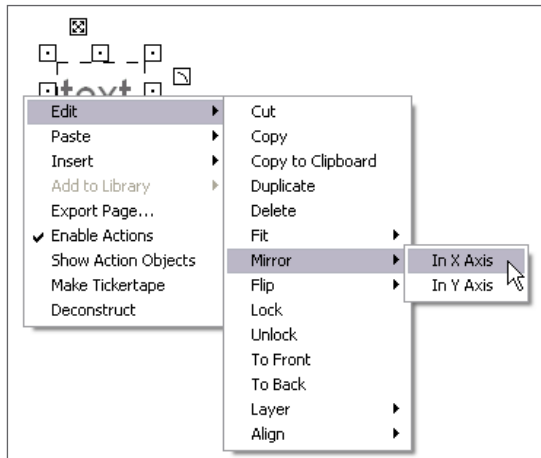 text
Edit
Paste
Insert
Add to Library
Export Page...
Enable Actions
Show Action Objects
Make Tickertape
Deconstruct
Cut
Copy
Copy to Clipboard
Duplicate
Delete
Fit
Mirror
Flip
Lock
Unlock
To Front
To Back
Layer
Align
In X Axis
In Y Axis